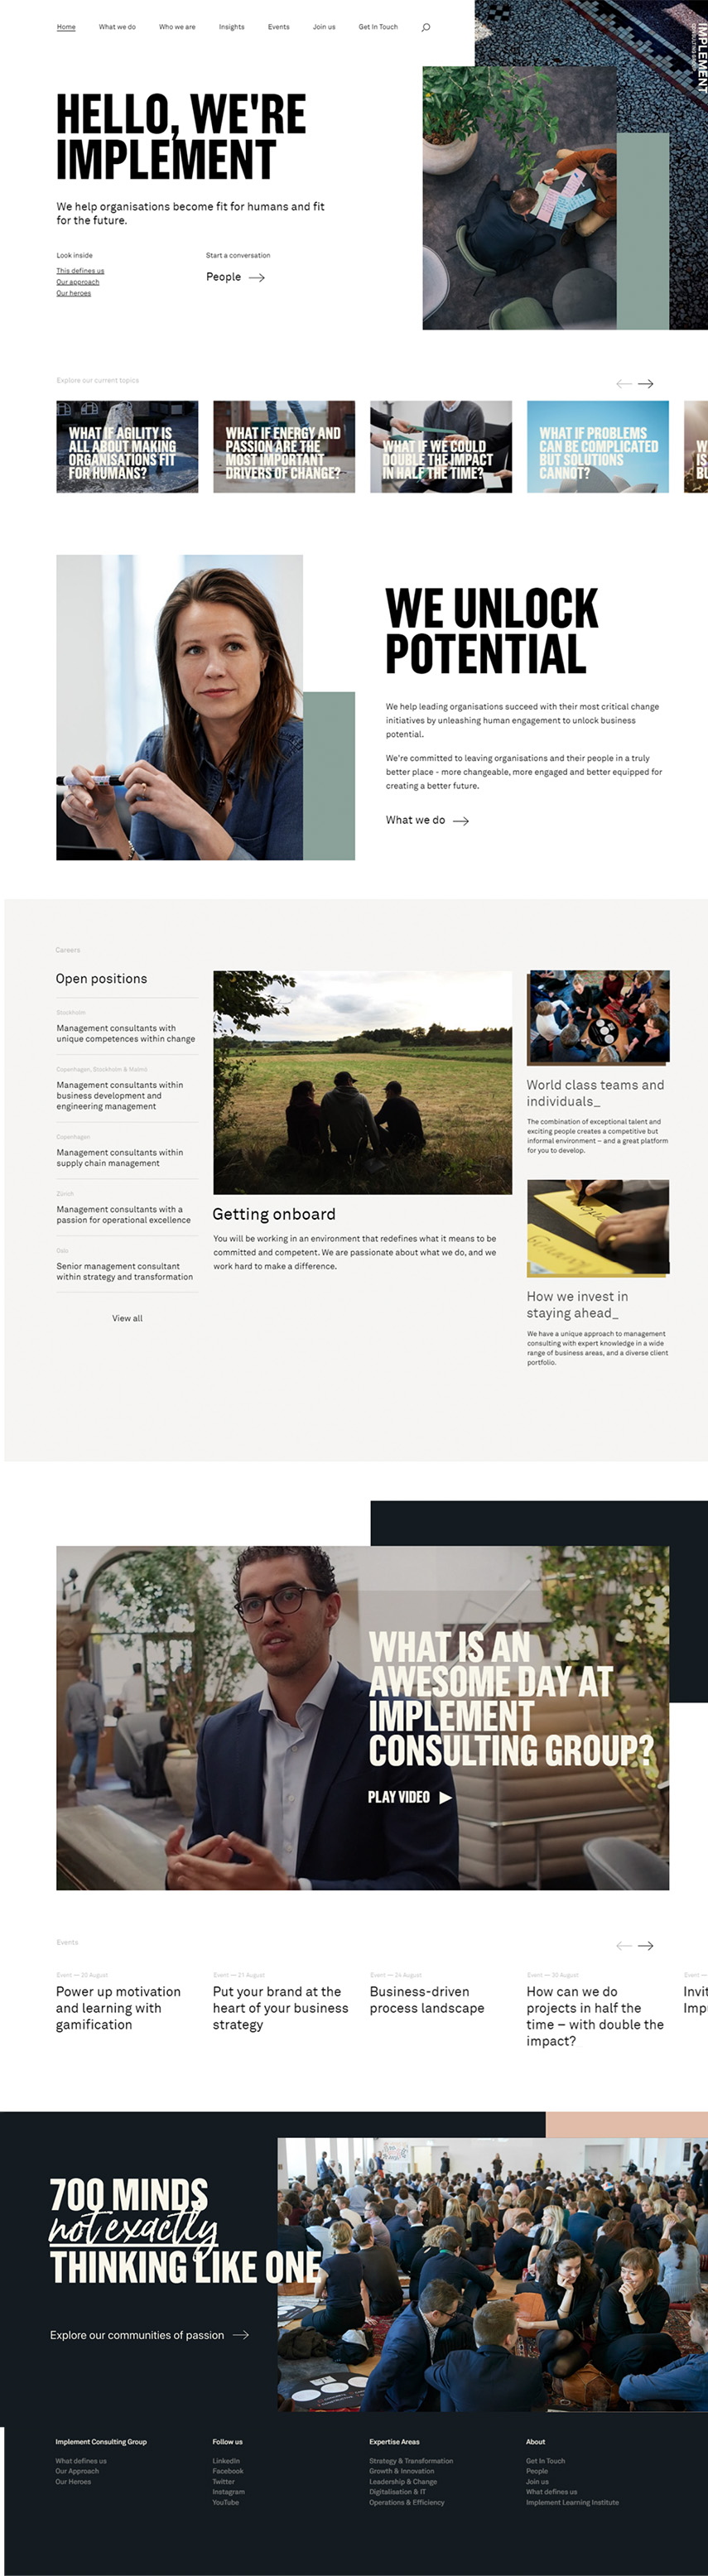 Home What we do Who we are Insights Events Join us Get In Touch
IMPLEMENT
CONSULTING GROUP
HELLO, WE'RE
IMPLEMENT
We help organisations become fit for humans and fit
for the future.
Look inside
This defines us
Our approach
Our heroes
Start a conversation
People
Explore our current topics
WHAT IF AGILITY IS
ALL ABOUT MAKING
ORGANISATIONS FIT
FOR HUMANS?
WHAT IF ENERGY AND
PASSION ARE THE
MOST IMPORTANT
DRIVERS OF CHANGE?
WHAT IF WE COULD
DOUBLE THE IMPACT
IN HALF THE TIME?
WHAT IF PROBLEMS
CAN BE COMPLICATED
BUT SOLUTIONS
CANNOT?
W
IS
BU
WE UNLOCK
POTENTIAL
We help leading organisations succeed with their most critical change
initiatives by unleashing human engagement to unlock business
potential.
We're committed to leaving organisations and their people in a truly
better place - more changeable, more engaged and better equipped for
creating a better future.
What we do
Careers
Open positions
Stockholm
Management consultants with
unique competences within change
Copenhagen, Stockholm & Malmö
Management consultants within
business development and
engineering management
Copenhagen
Management consultants within
supply chain management
Zürich
Management consultants with a
passion for operational excellence
Oslo
Senior management consultant
within strategy and transformation
View all
Getting onboard
You will be working in an environment that redefines what it means to be
committed and competent. We are passionate about what we do, and we
work hard to make a difference.
World class teams and
individuals_
The combination of exceptional talent and
exciting people creates a competitive but
informal environment – and a great platform
for you to develop.
How we invest in
staying ahead_
We have a unique approach to management
consulting with expert knowledge in a wide
range of business areas, and a diverse client
portfolio.
WHAT IS AN
AWESOME DAY AT
IMPLEMENT
CONSULTING GROUP?
PLAY VIDEO
Events
Event — 20 August
Power up motivation
and learning with
gamification
Event — 21 August
Put your brand at the
heart of your business
strategy
Event — 24 August
Business-driven
process landscape
Event — 30 August
How can we do
projects in half the
time – with double the
impact?
Event —
Invit
Imp
700 MINDS
not exactly
THINKING LIKE ONE
Explore our communities of passion
Implement Consulting Group
What defines us
Our Approach
Our Heroes
Follow us
LinkedIn
Facebook
Twitter
Instagram
YouTube
Expertise Areas
Strategy & Transformation
Growth & Innovation
Leadership & Change
Digitalisation & IT
Operations & Efficiency
About
Get In Touch
People
Join us
What defines us
Implement Learning Institute